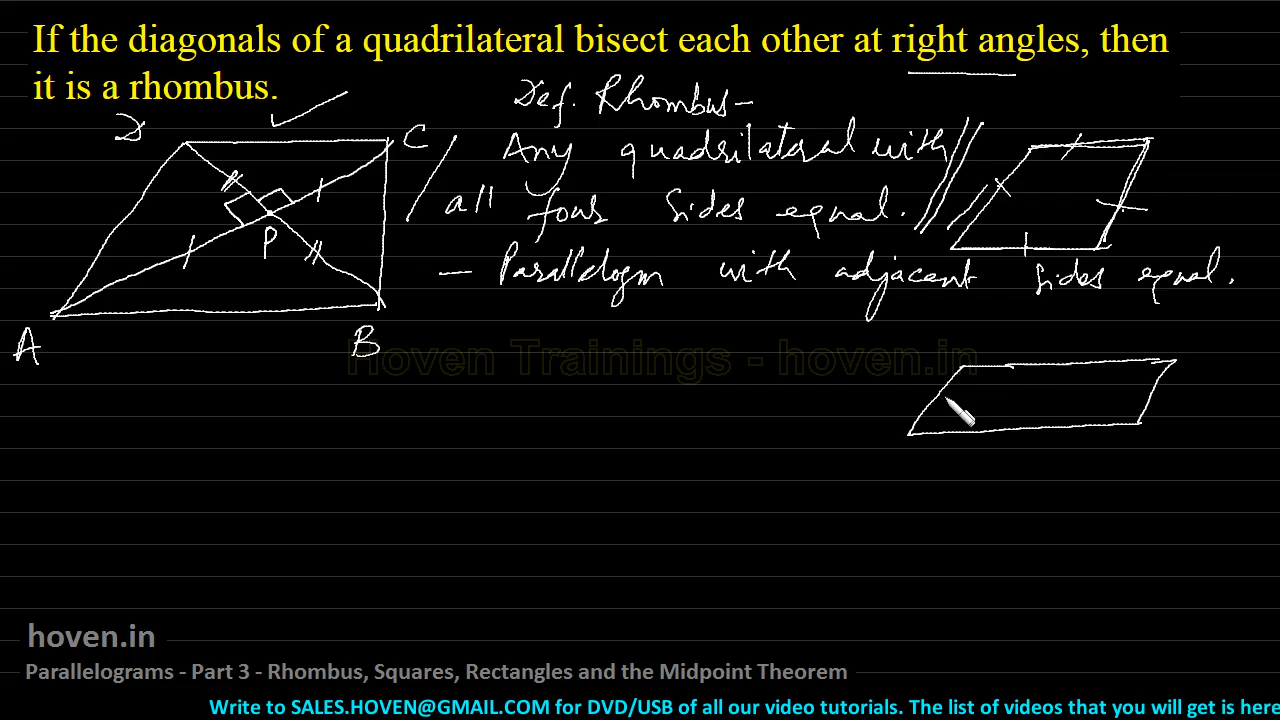 If the diagonals of a quadrilateral bisect each other at right angles, then
it is a rhombus.
Def. Rhombus -
Any quadrilateral with
all four sides equal.
- Parallelogm with adjacent sides equal.
D
C
P
A
B
Hoven Trainings - hoven.in
hoven.in
Parallelograms - Part 3 - Rhombus, Squares, Rectangles and the Midpoint Theorem
Write to SALES.HOVEN@GMAIL.COM for DVD/USB of all our video tutorials. The list of videos that you will get is here